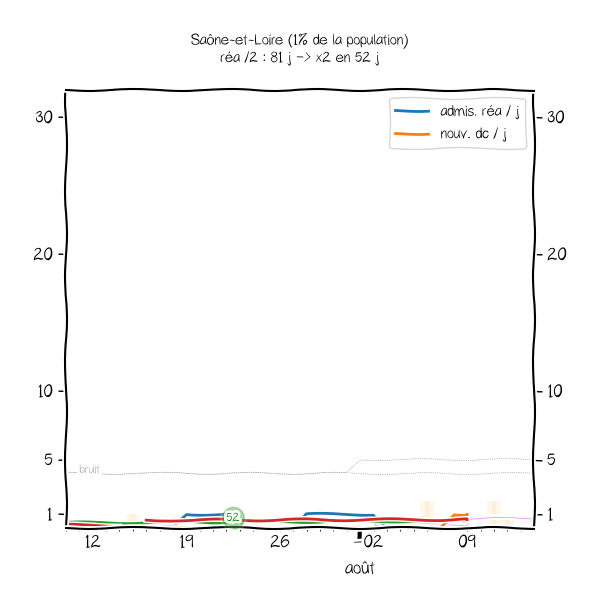 Saône-et-Loire (1% de la population)
réa /2 : 81 j -> x2 en 52 j
admis. réa / j
nouv. dc / j
30 30
20 20
10 10
5 5
bruit
1 52 1
12 19 26 02 09
août